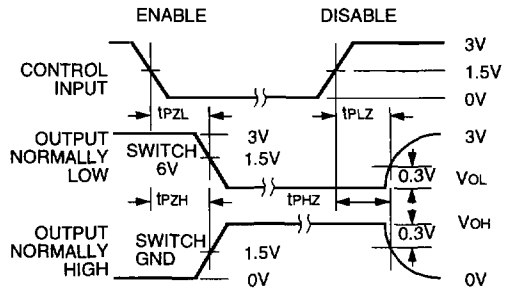 ENABLE DISABLE
CONTROL INPUT
3V
1.5V
0V
tPZL tPLZ
OUTPUT NORMALLY LOW
SWITCH 6V
3V
1.5V
3V
0.3V VOL
tPZH tPHZ
VOH
0.3V
OUTPUT NORMALLY HIGH
SWITCH GND
1.5V
0V
0V